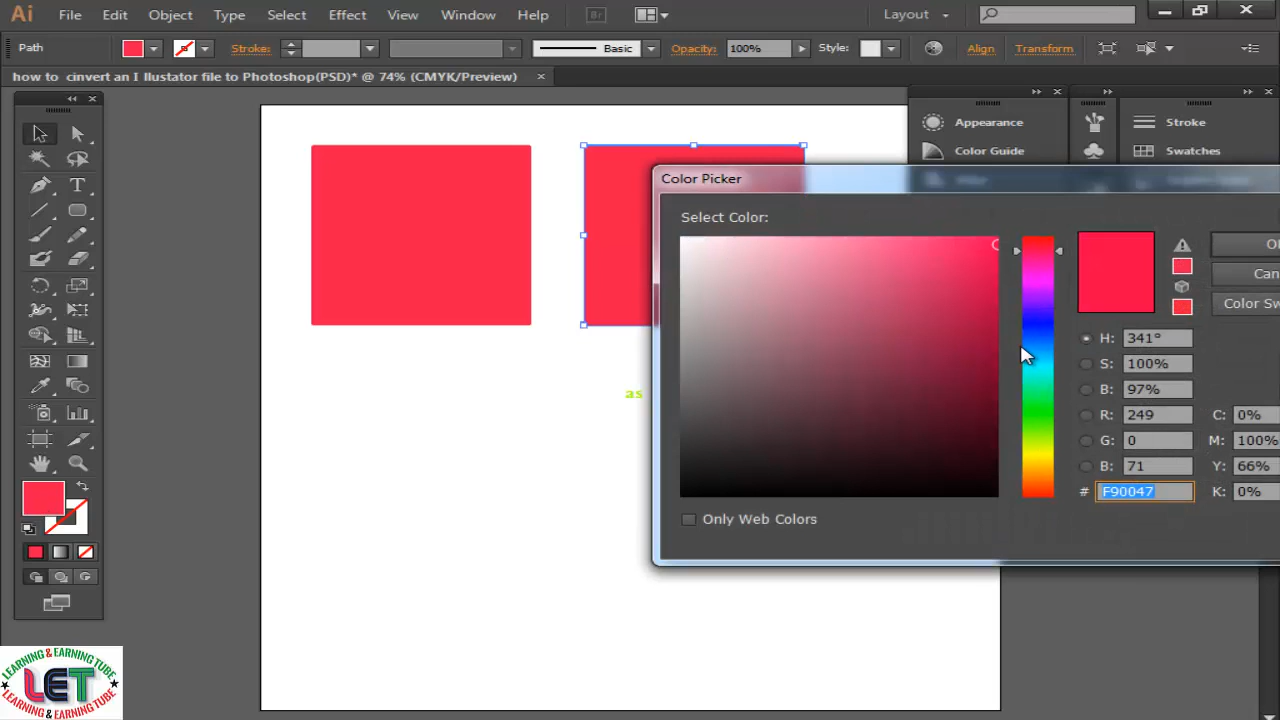 Ai File Edit Object Type Select Effect View Window Help Br Layout
Path Stroke: Basic Opacity: 100% Style: Align Transform
how to cinvert an I llustator file to Photoshop(PSD)* @ 74% (CMYK/Preview)
Appearance Stroke
Color Guide Swatches
Color Picker
Select Color:
O
Can
Color Sw
H: 341°
S: 100%
B: 97%
R: 249 C: 0%
G: 0 M: 100%
B: 71 Y: 66%
# F90047 K: 0%
Only Web Colors
as
LEARNING & EARNING TUBE
LET
LEARNING & EARNING TUBE